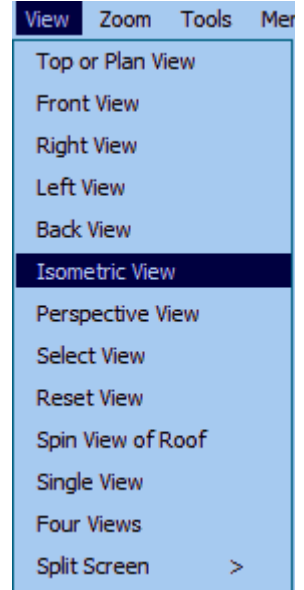 View Zoom Tools Mer
Top or Plan View
Front View
Right View
Left View
Back View
Isometric View
Perspective View
Select View
Reset View
Spin View of Roof
Single View
Four Views
Split Screen >